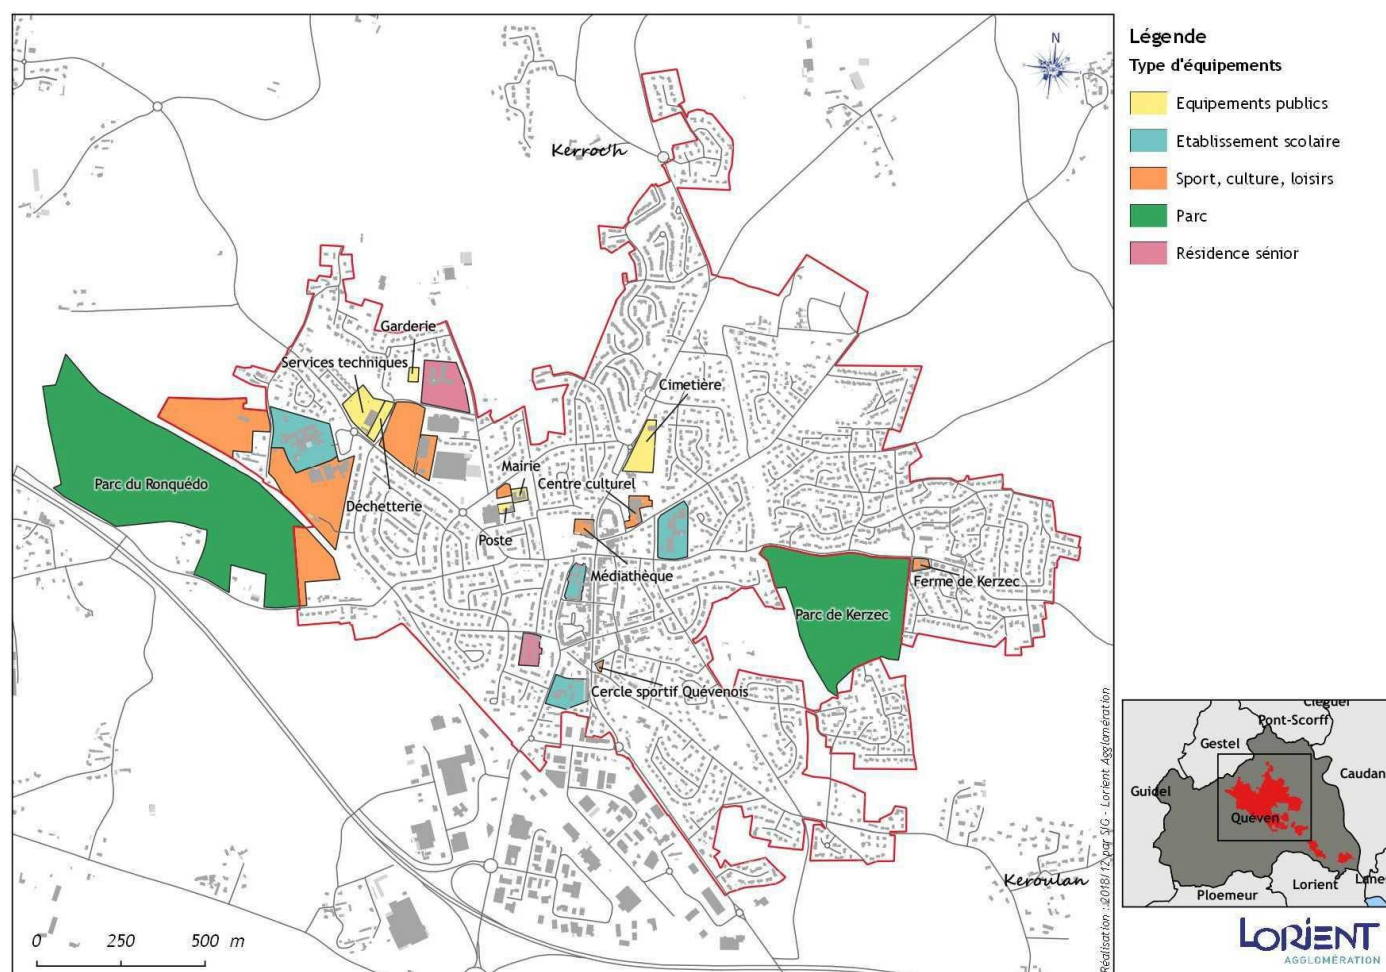 N
Kerroc'h
Garderie
Services techniques
Cimetière
Parc du Ronquédo
Mairie
Centre culturel
Déchetterie
Poste
Médiathèque
Ferme de Kerzec
Parc de Kerzec
Cercle sportif Quévenois
Keroulan
0 250 500 m
Réalisation : 2018/12 par SIG - Lorient Agglomération
Légende
Type d'équipements
Equipements publics
Etablissement scolaire
Sport, culture, loisirs
Parc
Résidence sénior
Cléguer
Pont-Scorff
Gestel
Caudan
Guidel
Quéven
Lorient
Lane
Ploemeur
LORIENT
AGGLOMÉRATION